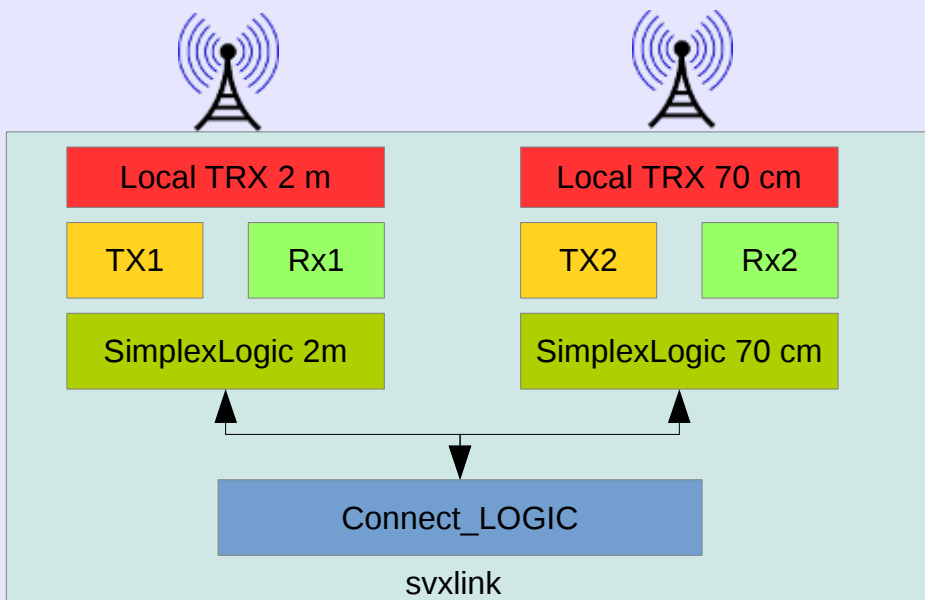 Local TRX 2 m
Local TRX 70 cm
TX1
Rx1
TX2
Rx2
SimplexLogic 2m
SimplexLogic 70 cm
Connect_LOGIC
svxlink